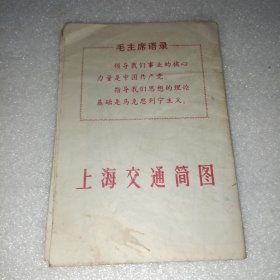 毛主席语录
领导我们事业的核心
力量是中国共产党。
指导我们思想的理论
基础是马克思列宁主义。
上海交通简图